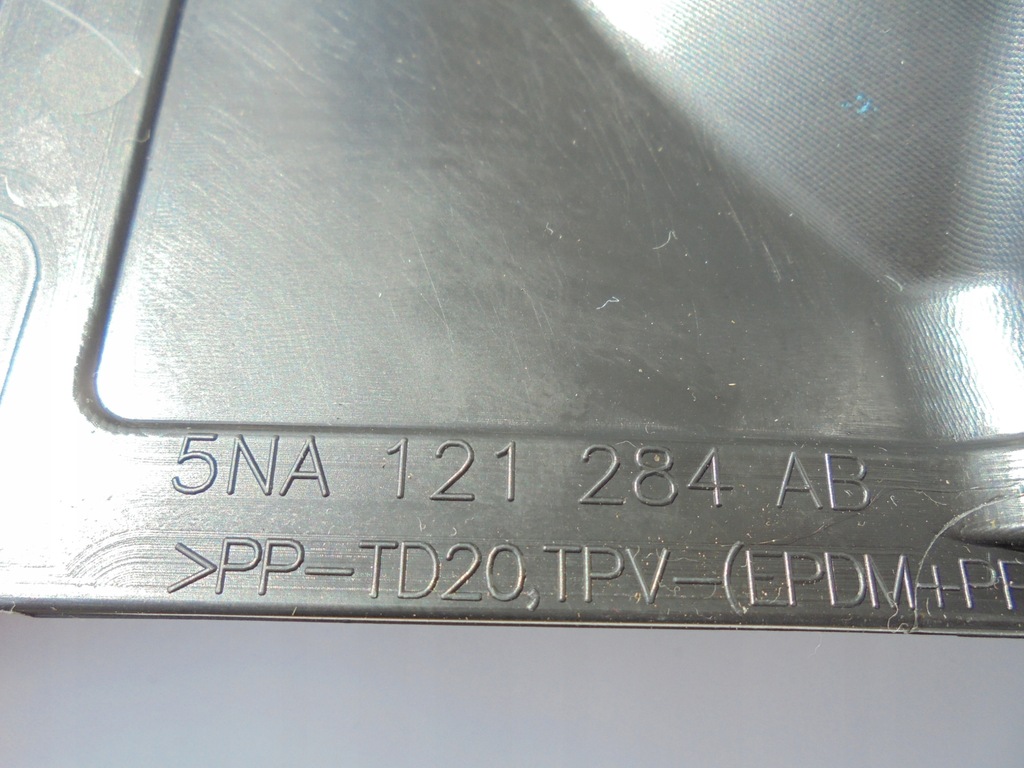 5NA 121 284 AB
>PP-TD20,TPV-(EPDM+PP